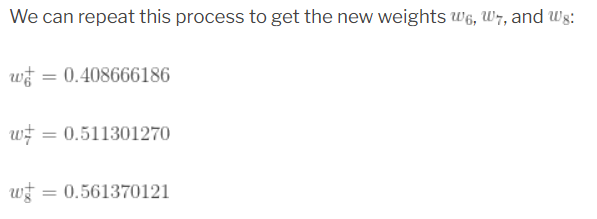 We can repeat this process to get the new weights w₆, w₇, and w₈:
w₆⁺ = 0.408666186
w₇⁺ = 0.511301270
w₈⁺ = 0.561370121